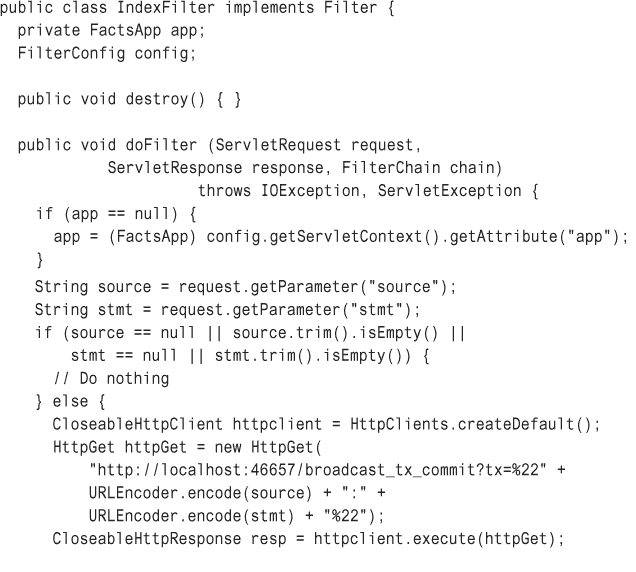 public class IndexFilter implements Filter {
  private FactsApp app;
  FilterConfig config;

  public void destroy() { }

  public void doFilter (ServletRequest request,
            ServletResponse response, FilterChain chain)
                      throws IOException, ServletException {
    if (app == null) {
      app = (FactsApp) config.getServletContext().getAttribute("app");
    }
    String source = request.getParameter("source");
    String stmt = request.getParameter("stmt");
    if (source == null || source.trim().isEmpty() ||
        stmt == null || stmt.trim().isEmpty()) {
      // Do nothing
    } else {
      CloseableHttpClient httpclient = HttpClients.createDefault();
      HttpGet httpGet = new HttpGet(
          "http://localhost:46657/broadcast_tx_commit?tx=%22" +
          URLEncoder.encode(source) + ":" +
          URLEncoder.encode(stmt) + "%22");
      CloseableHttpResponse resp = httpclient.execute(httpGet);